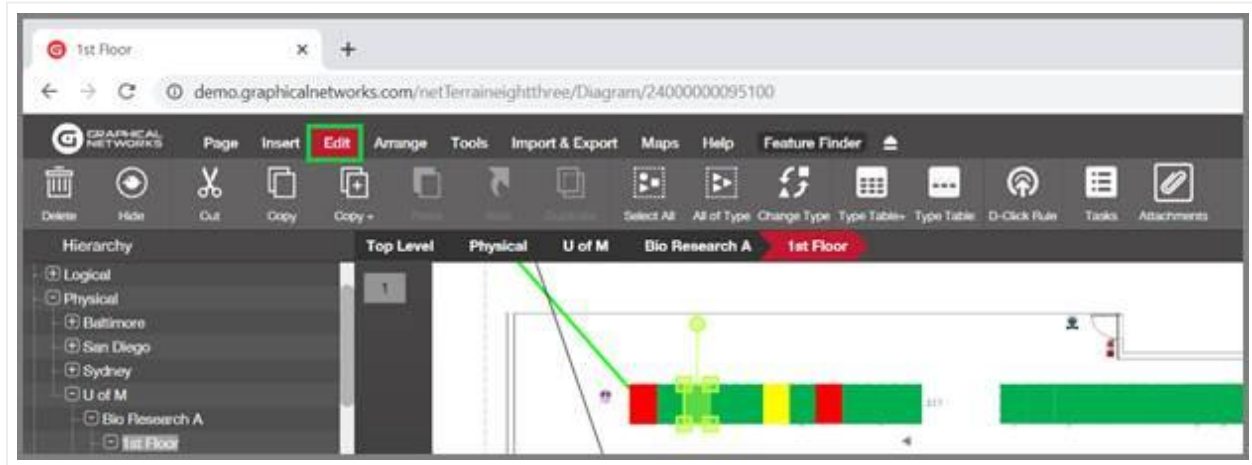 1st Floor
demo.graphicalnetworks.com/netTerraineightthree/Diagram/24000000095100
GRAPHICAL NETWORKS Page Insert Edit Arrange Tools Import & Export Maps Help Feature Finder
Delete Hide Cut Copy Copy + Select All All of Type Change Type Type Table+ Type Table D-Click Rule Tasks Attachments
Hierarchy Top Level Physical U of M Bio Research A 1st Floor
Logical
1
Physical
Baltimore
San Diego
Sydney
U of M
Bio Research A
1st Floor